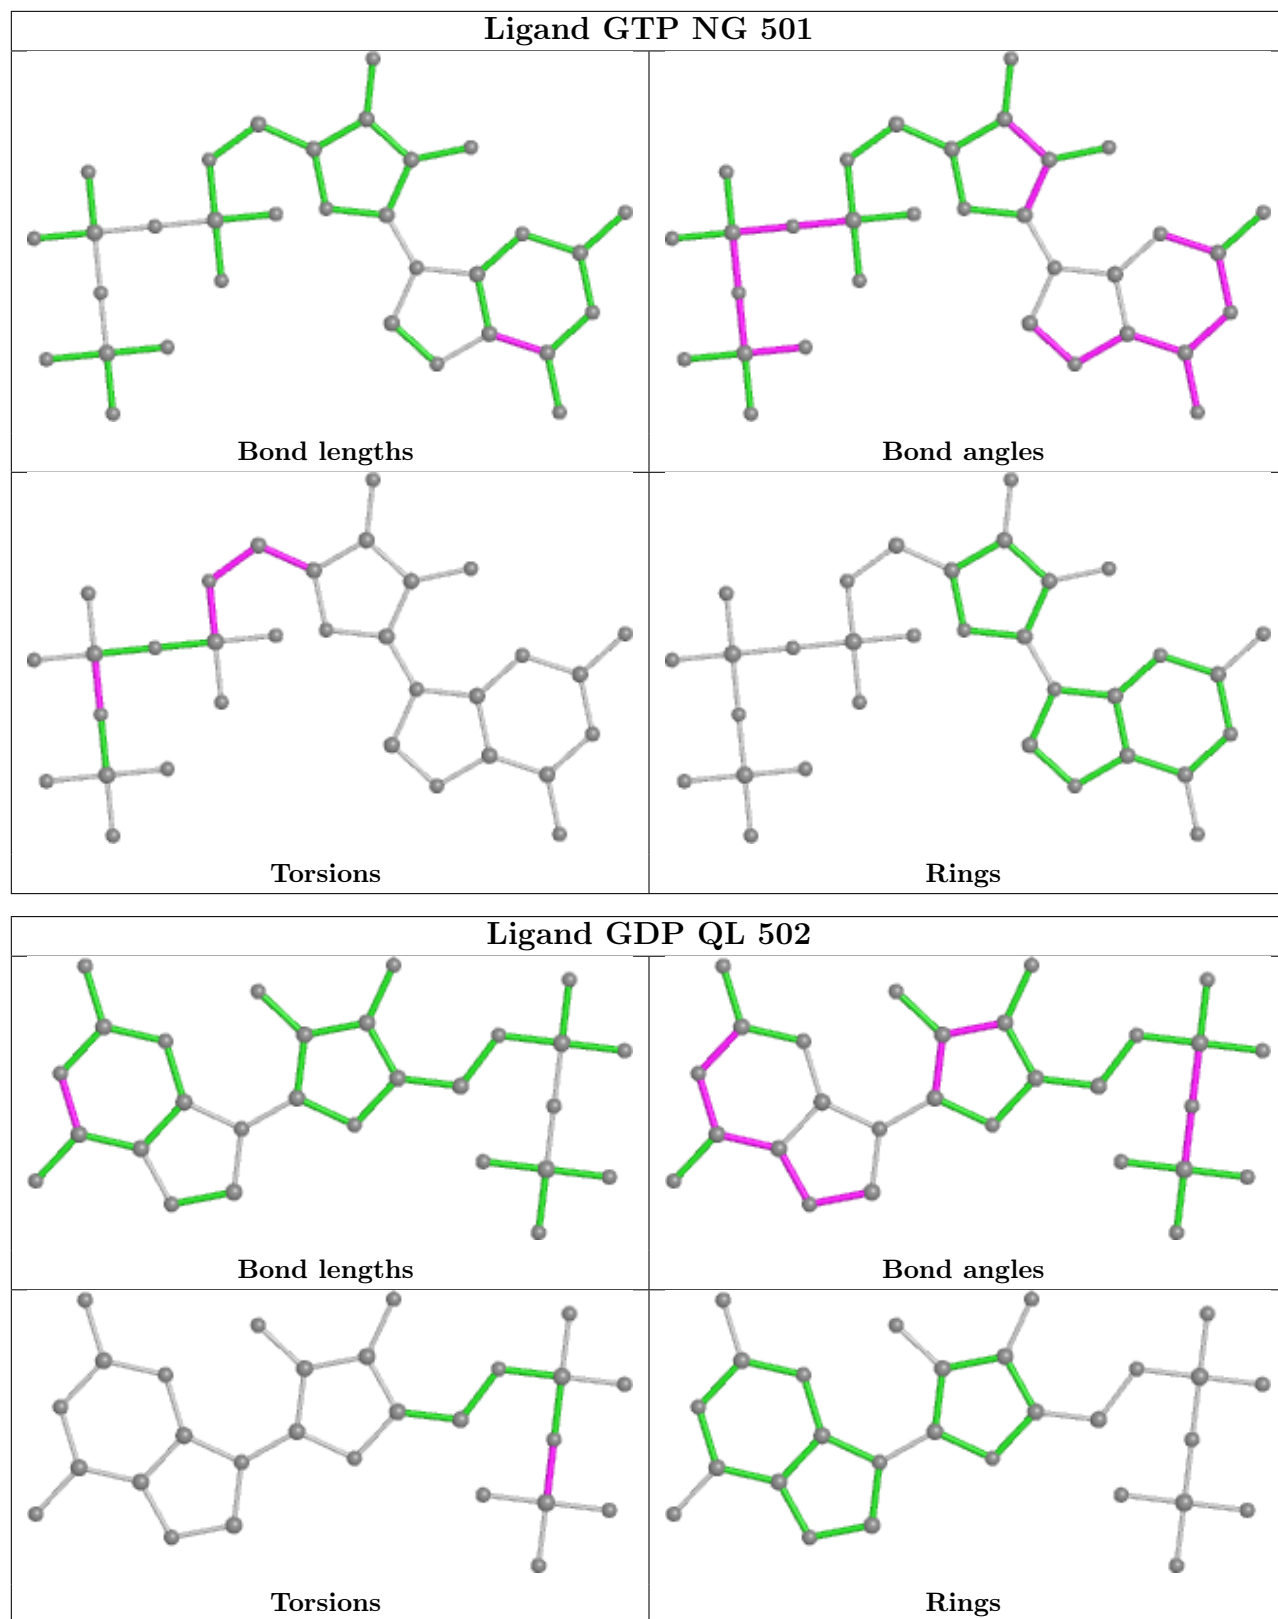 Ligand GTP NG 501
Bond lengths
Bond angles
Torsions
Rings
Ligand GDP QL 502
Bond lengths
Bond angles
Torsions
Rings